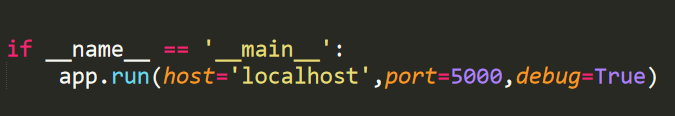 if __name__ == '__main__':
    app.run(host='localhost',port=5000,debug=True)